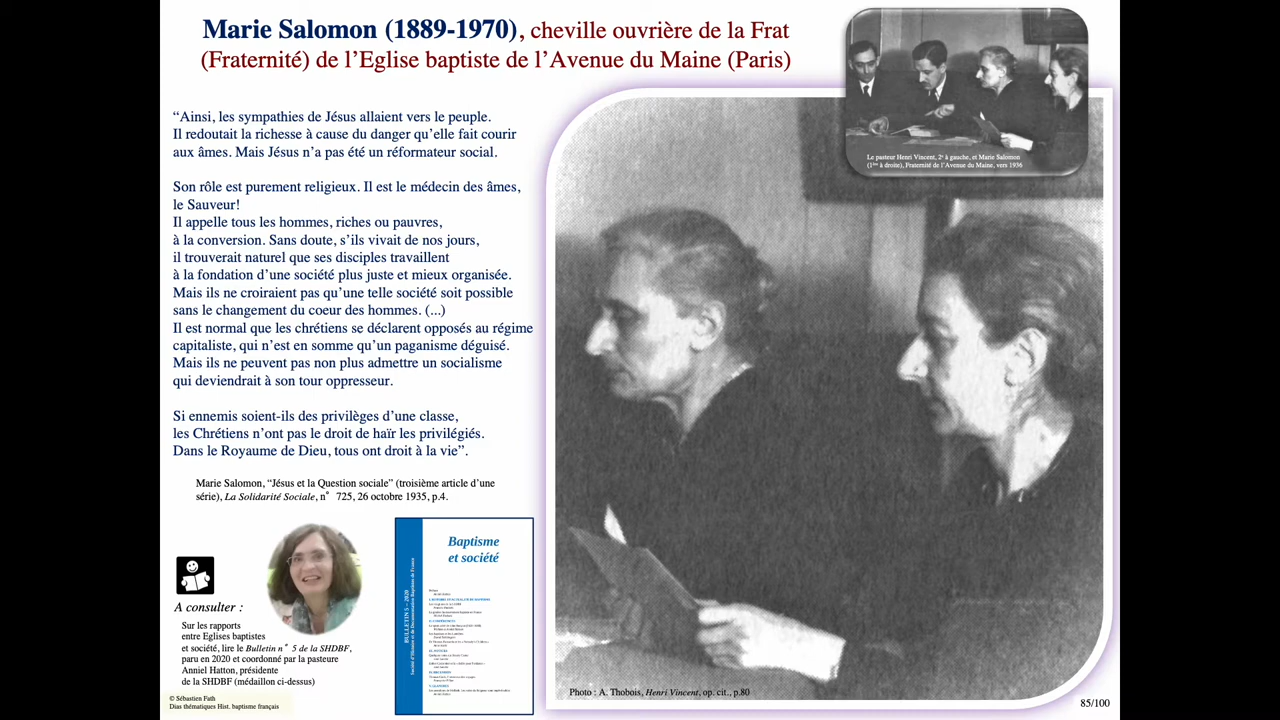 Marie Salomon (1889-1970), cheville ouvrière de la Frat
(Fraternité) de l’Eglise baptiste de l’Avenue du Maine (Paris)
“Ainsi, les sympathies de Jésus allaient vers le peuple.
Il redoutait la richesse à cause du danger qu’elle fait courir
aux âmes. Mais Jésus n’a pas été un réformateur social.
Son rôle est purement religieux. Il est le médecin des âmes,
le Sauveur!
Il appelle tous les hommes, riches ou pauvres,
à la conversion. Sans doute, s’ils vivait de nos jours,
il trouverait naturel que ses disciples travaillent
à la fondation d’une société plus juste et mieux organisée.
Mais ils ne croiraient pas qu’une telle société soit possible
sans le changement du coeur des hommes. (...)
Il est normal que les chrétiens se déclarent opposés au régime
capitaliste, qui n’est en somme qu’un paganisme déguisé.
Mais ils ne peuvent pas non plus admettre un socialisme
qui deviendrait à son tour oppresseur.
Si ennemis soient-ils des privilèges d’une classe,
les Chrétiens n’ont pas le droit de haïr les privilégiés.
Dans le Royaume de Dieu, tous ont droit à la vie”.
Marie Salomon, “Jésus et la Question sociale” (troisième article d’une
série), La Solidarité Sociale, n° 725, 26 octobre 1935, p.4.
Le pasteur Henri Vincent, 2e à gauche, et Marie Salomon
(1ère à droite), Fraternité de l’Avenue du Maine, vers 1936
A consulter :
Sur les rapports
entre Eglises baptistes
et société, lire le Bulletin n° 5 de la SHDBF,
paru en 2020 et coordonné par la pasteure
Anniel Hatton, présidente
de la SHDBF (médaillon ci-dessus)
© Sébastien Fath
Dias thématiques Hist. baptisme français
Baptisme
et société
BULLETIN 5 – 2020
Société d’Histoire et de Documentation Baptistes de France
Photo : A. Thobois, Henri Vincent, op. cit., p.80
85/100